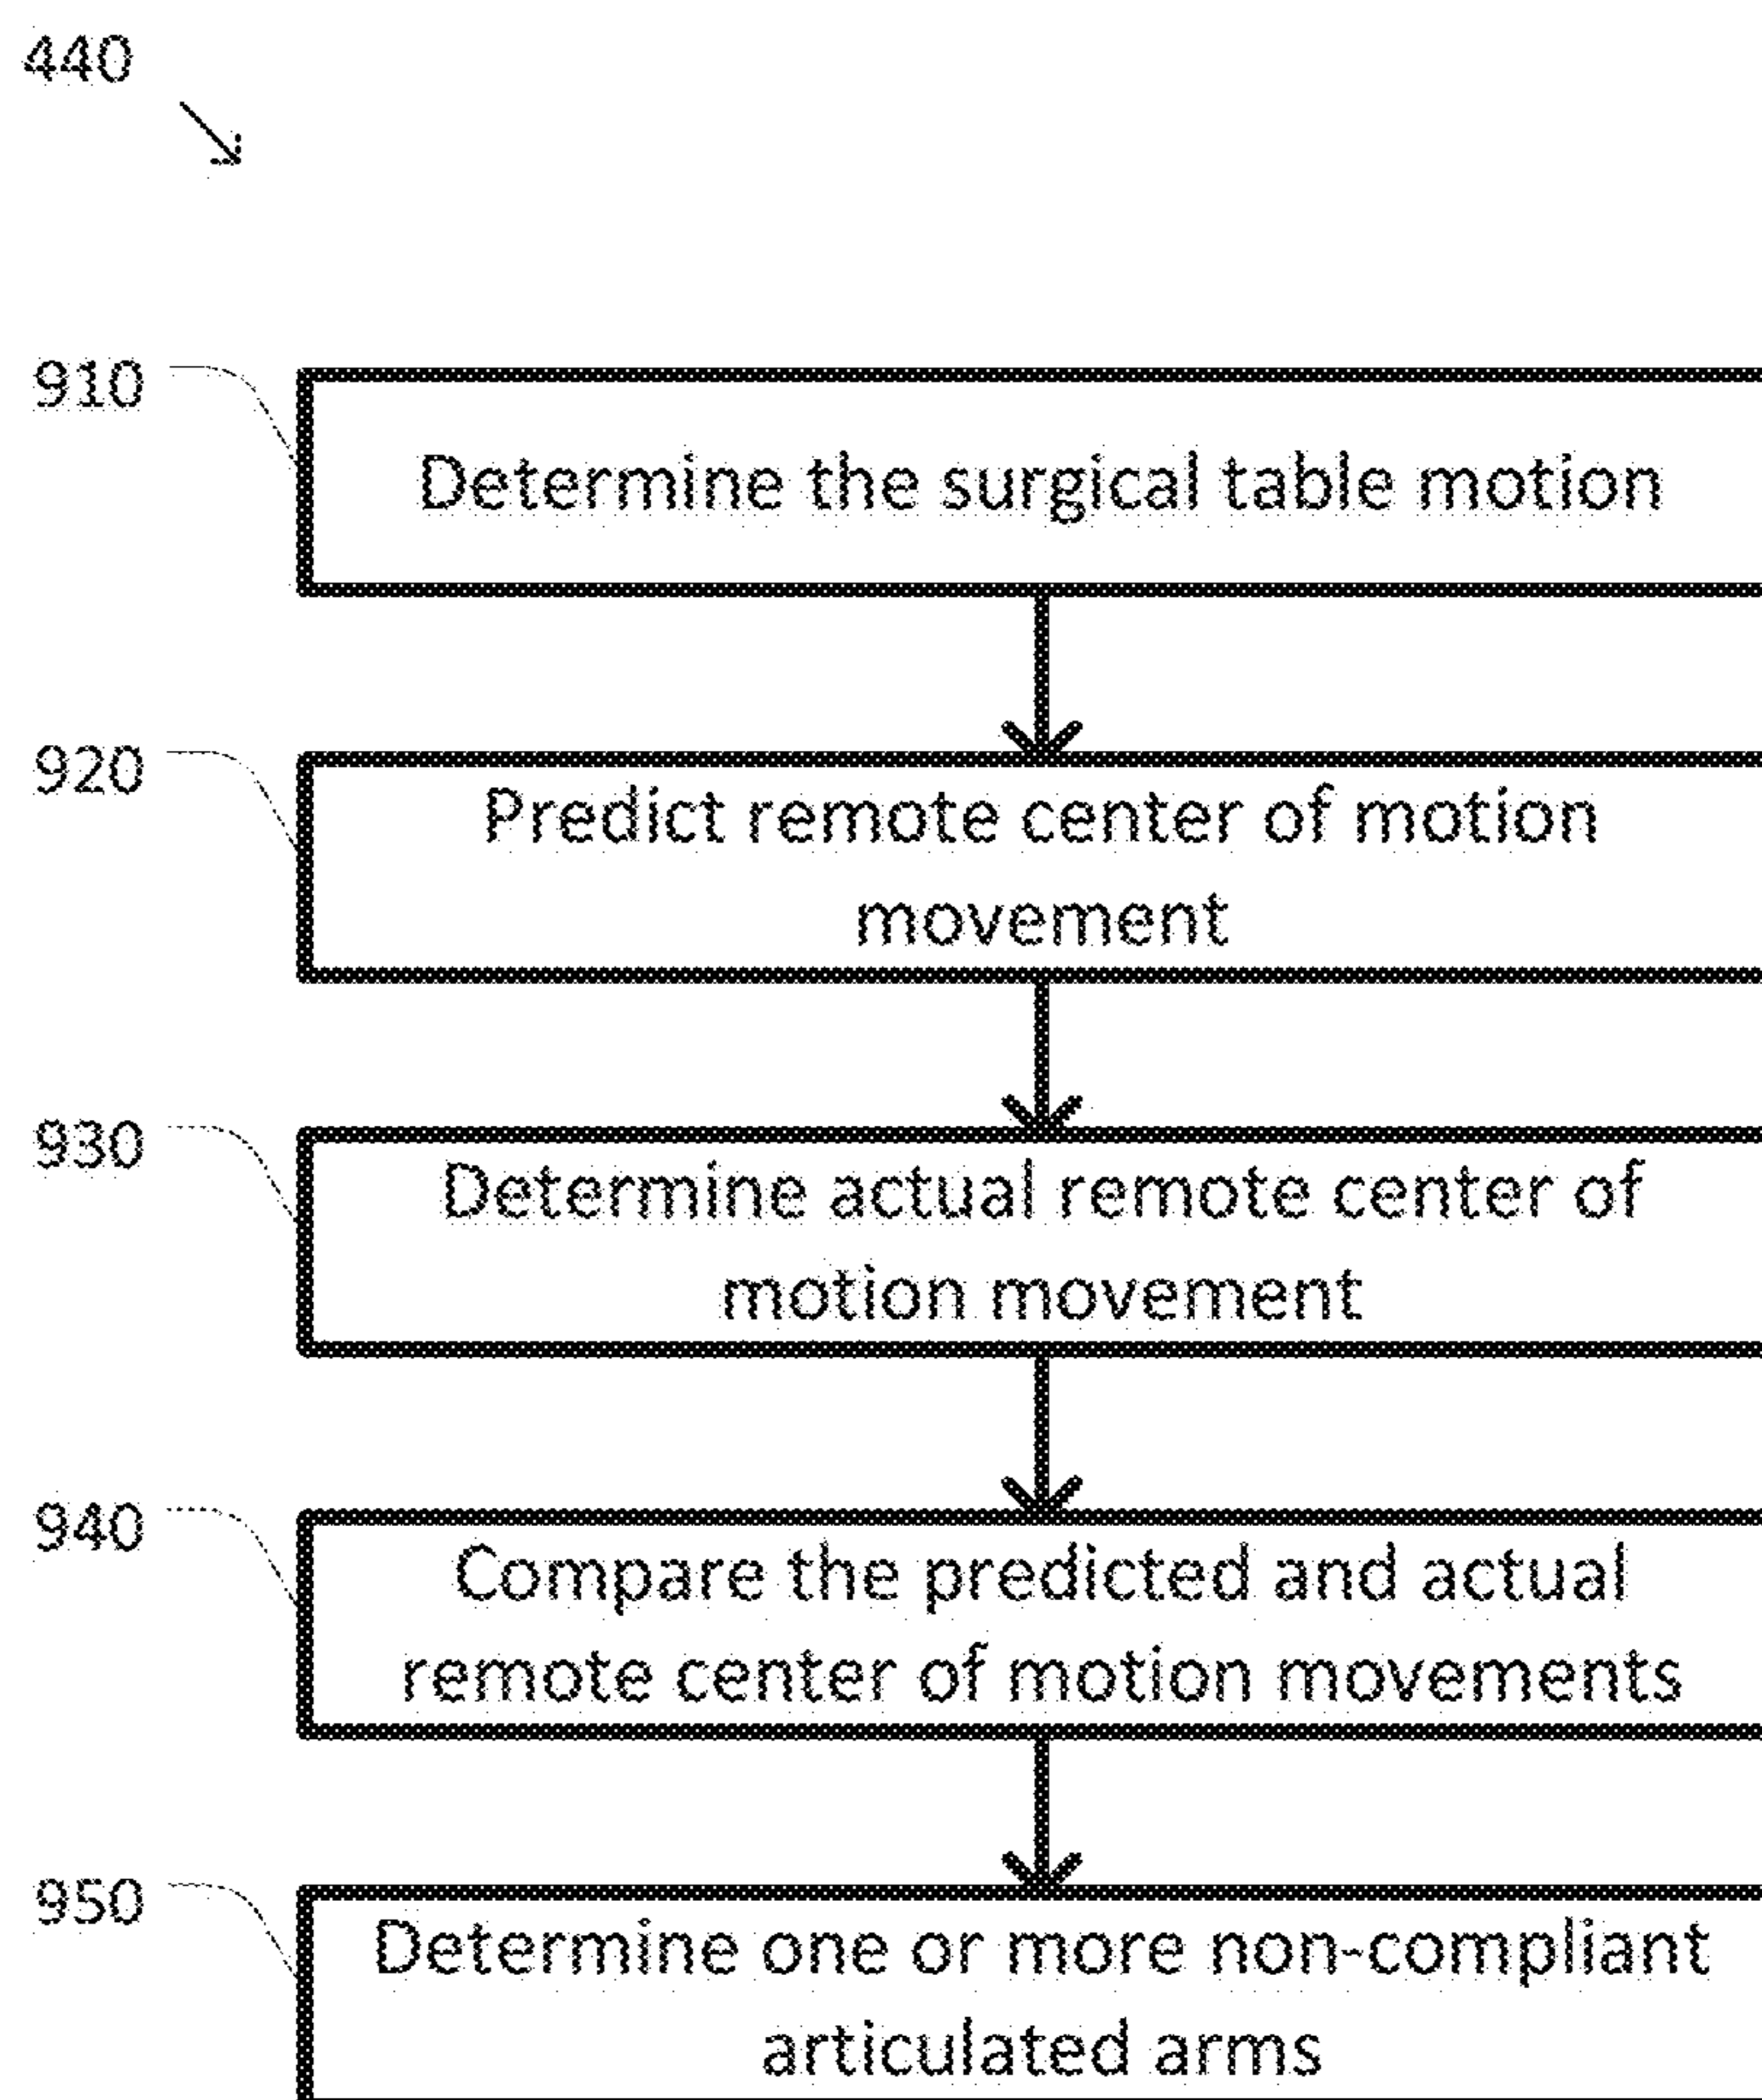 440
910
Determine the surgical table motion
920
Predict remote center of motion
movement
930
Determine actual remote center of
motion movement
940
Compare the predicted and actual
remote center of motion movements
950
Determine one or more non-compliant
articulated arms